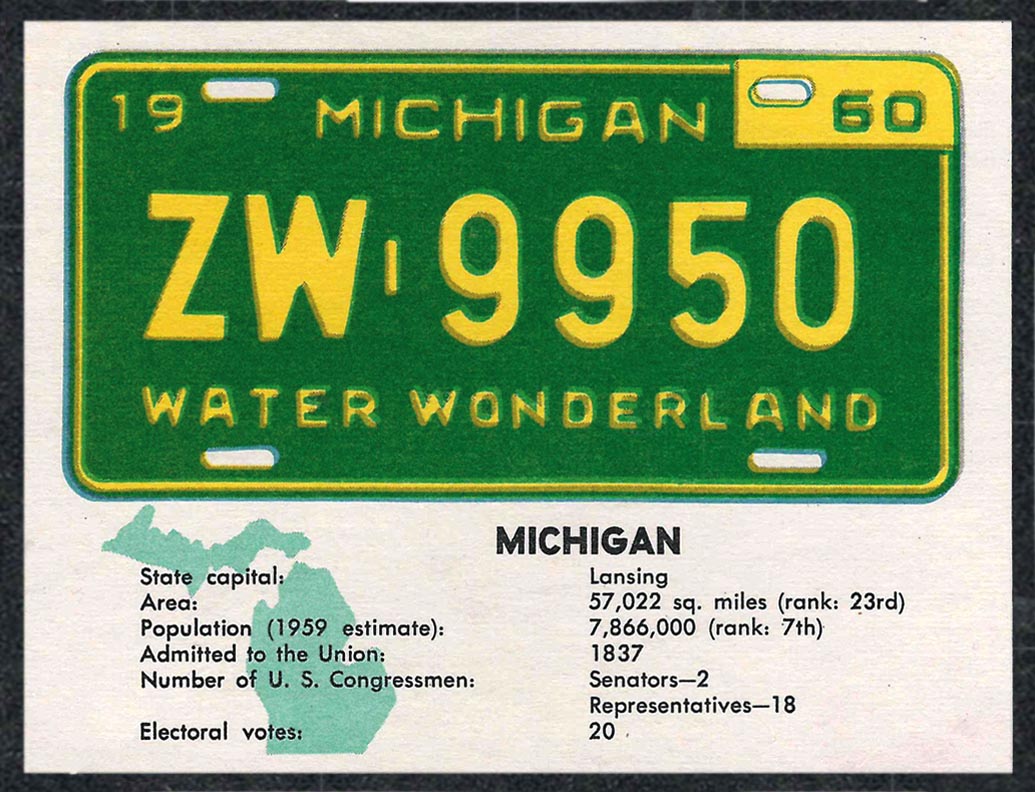 19 MICHIGAN 60
ZW-9950
WATER WONDERLAND
MICHIGAN
State capital: Lansing
Area: 57,022 sq. miles (rank: 23rd)
Population (1959 estimate): 7,866,000 (rank: 7th)
Admitted to the Union: 1837
Number of U. S. Congressmen: Senators—2
Representatives—18
Electoral votes: 20